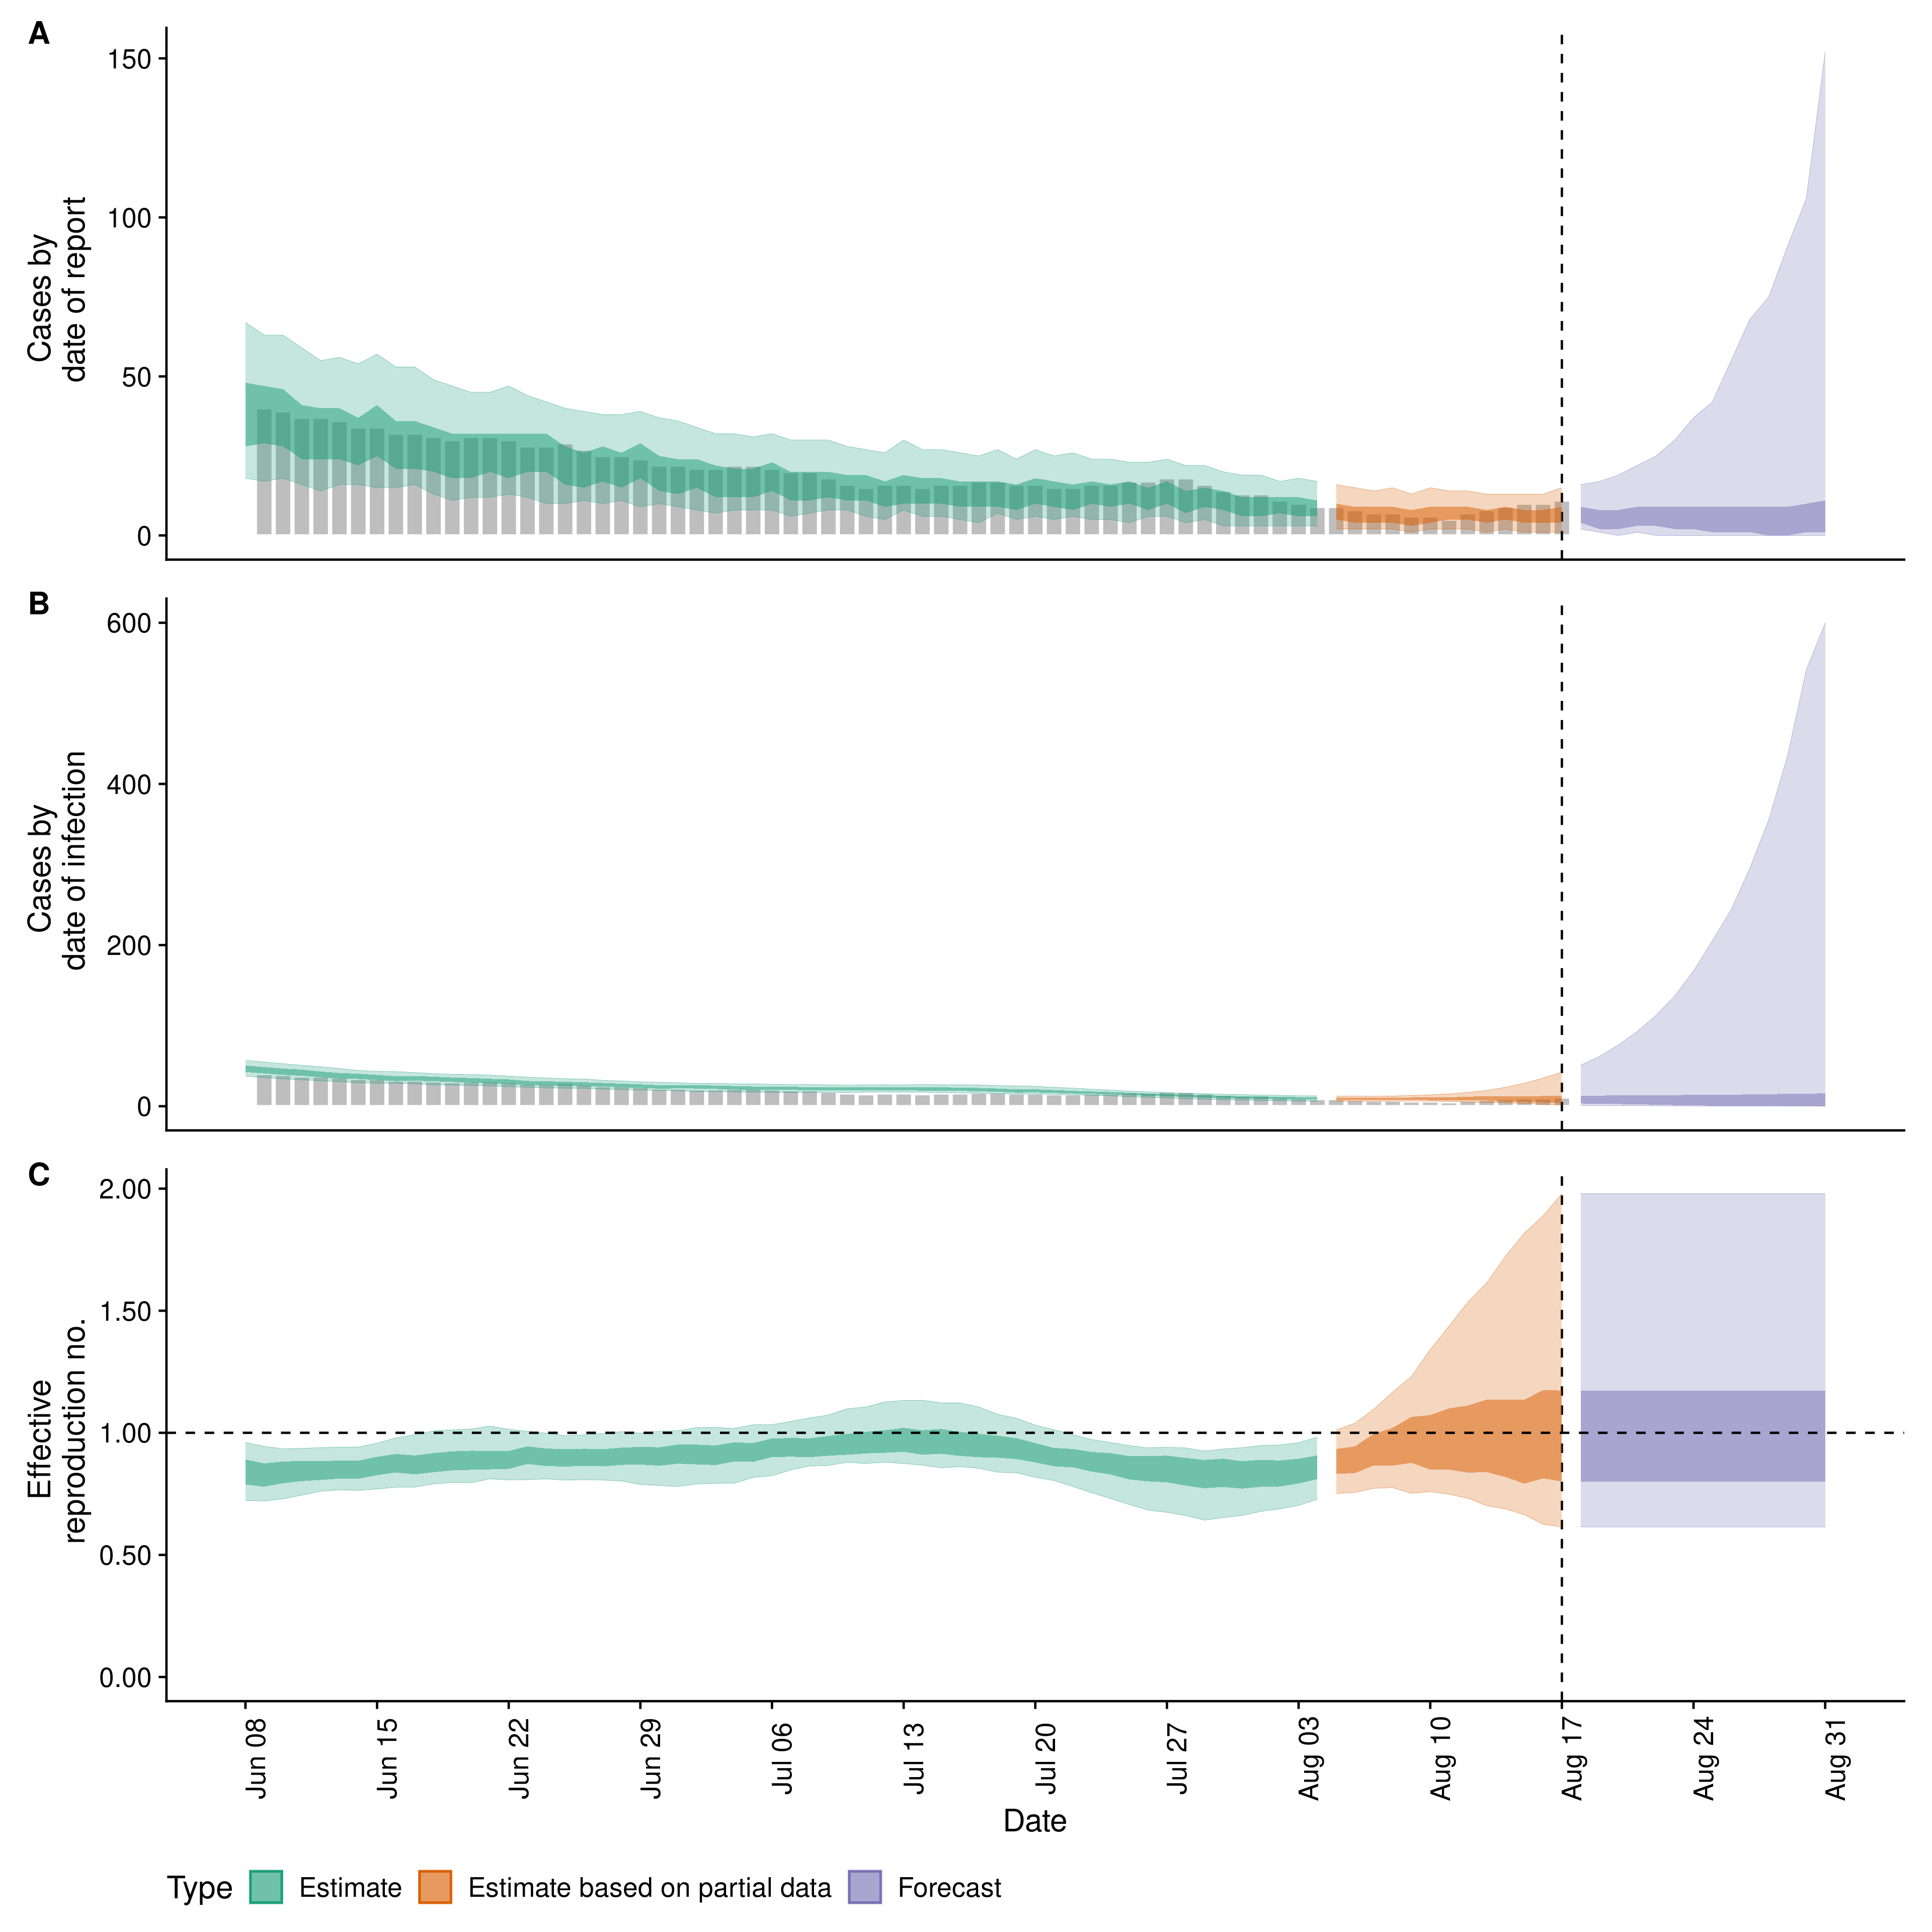 A
150
100
50
0
Cases by
date of report
B
600
400
200
0
Cases by
date of infection
C
2.00
1.50
1.00
0.50
0.00
Effective
reproduction no.
Jun 08
Jun 15
Jun 22
Jun 29
Jul 06
Jul 13
Jul 20
Jul 27
Aug 03
Aug 10
Aug 17
Aug 24
Aug 31
Date
Type Estimate Estimate based on partial data Forecast